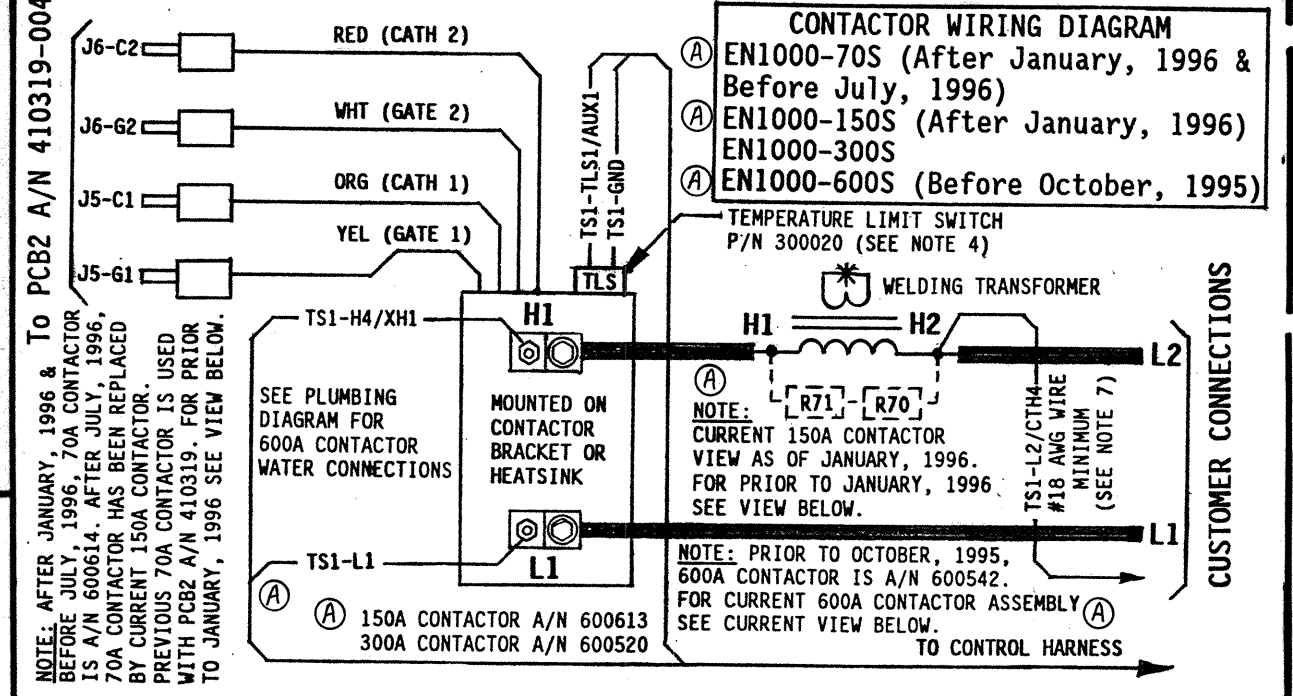 To PCB2 A/N 410319-004
J6-C2
RED (CATH 2)
J6-G2
WHT (GATE 2)
J5-C1
ORG (CATH 1)
YEL (GATE 1)
J5-G1
TS1-TLS1/AUX1
TS1-GND
CONTACTOR WIRING DIAGRAM
A EN1000-70S (After January, 1996 &
Before July, 1996)
A EN1000-150S (After January, 1996)
EN1000-300S
A EN1000-600S (Before October, 1995)
TEMPERATURE LIMIT SWITCH
P/N 300020 (SEE NOTE 4)
TLS
WELDING TRANSFORMER
TS1-H4/XH1
H1
H1
H2
L2
SEE PLUMBING
DIAGRAM FOR
600A CONTACTOR
WATER CONNECTIONS
MOUNTED ON
CONTACTOR
BRACKET OR
HEATSINK
R71
R70
A
NOTE:
CURRENT 150A CONTACTOR
VIEW AS OF JANUARY, 1996.
FOR PRIOR TO JANUARY, 1996
SEE VIEW BELOW.
TS1-L2/CTH4
#18 AWG WIRE
MINIMUM
(SEE NOTE 7)
CUSTOMER CONNECTIONS
TS1-L1
L1
L1
NOTE: PRIOR TO OCTOBER, 1995,
600A CONTACTOR IS A/N 600542.
FOR CURRENT 600A CONTACTOR ASSEMBLY A
SEE CURRENT VIEW BELOW.
A
A 150A CONTACTOR A/N 600613
300A CONTACTOR A/N 600520
TO CONTROL HARNESS
NOTE: AFTER JANUARY, 1996 &
BEFORE JULY, 1996, 70A CONTACTOR
IS A/N 600614. AFTER JULY, 1996,
70A CONTACTOR HAS BEEN REPLACED
BY CURRENT 150A CONTACTOR.
PREVIOUS 70A CONTACTOR IS USED
WITH PCB2 A/N 410319. FOR PRIOR
TO JANUARY, 1996 SEE VIEW BELOW.